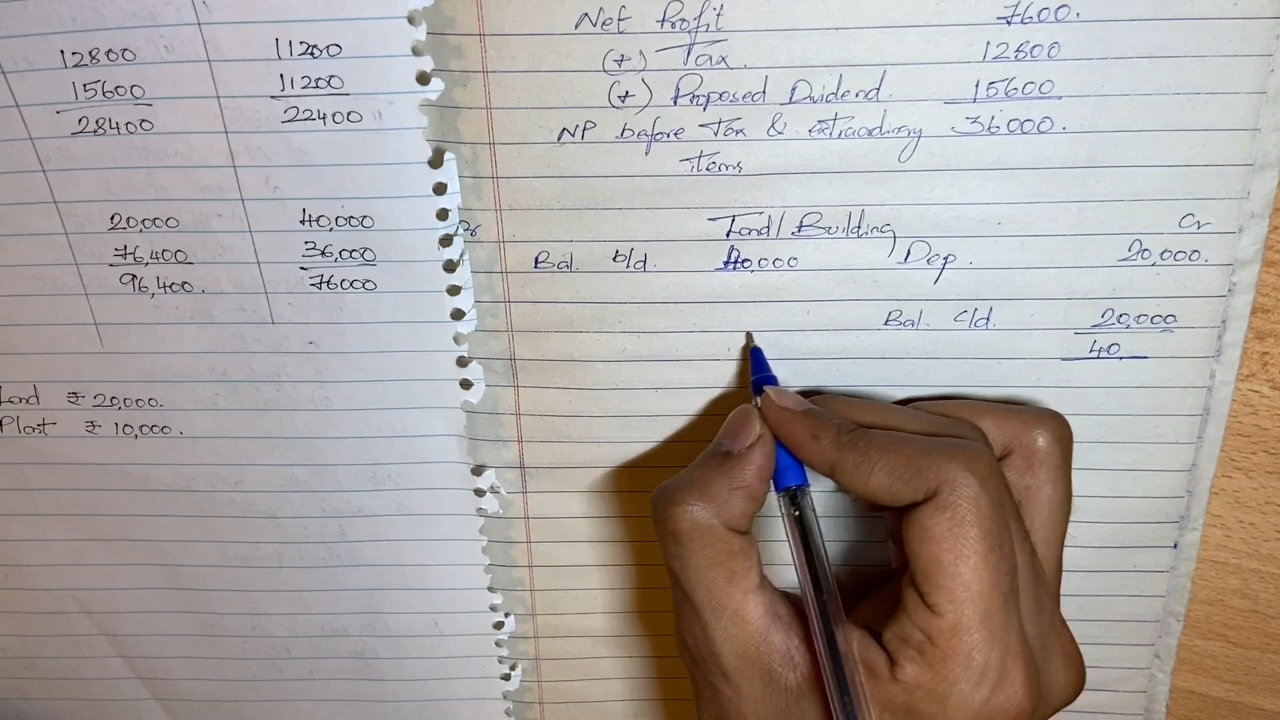 12800 11200
15600 11200
28400 22400
20,000 40,000
76,400 36,000
96,400. 76000
Land ₹ 20,000.
Plant ₹ 10,000.
Net Profit 7600.
(+) Tax. 12800
(+) Proposed Dividend. 15600
NP before Tax & extraordinary 36000.
items
Dr Land/Building Cr
Bal. b/d. 40,000 Dep. 20,000.
Bal. c/d. 20,000
40